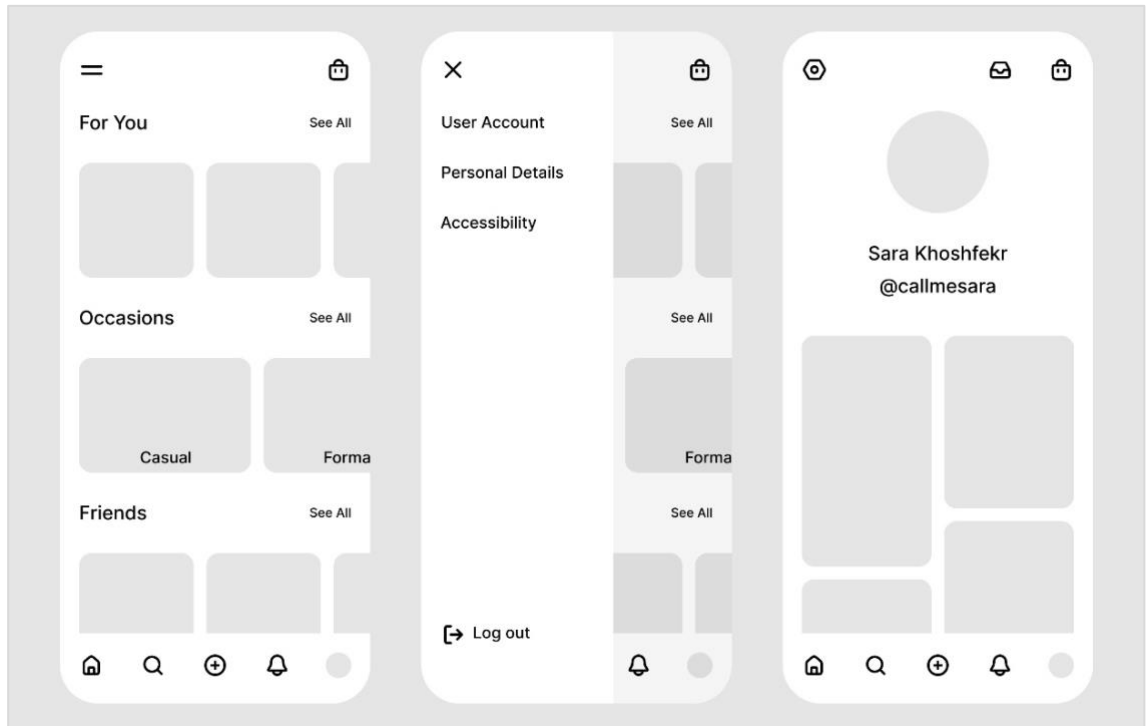 For You
See All
Occasions
See All
Casual
Forma
Friends
See All
User Account
Personal Details
Accessibility
Log out
See All
See All
Forma
See All
Sara Khoshfekr
@callmesara